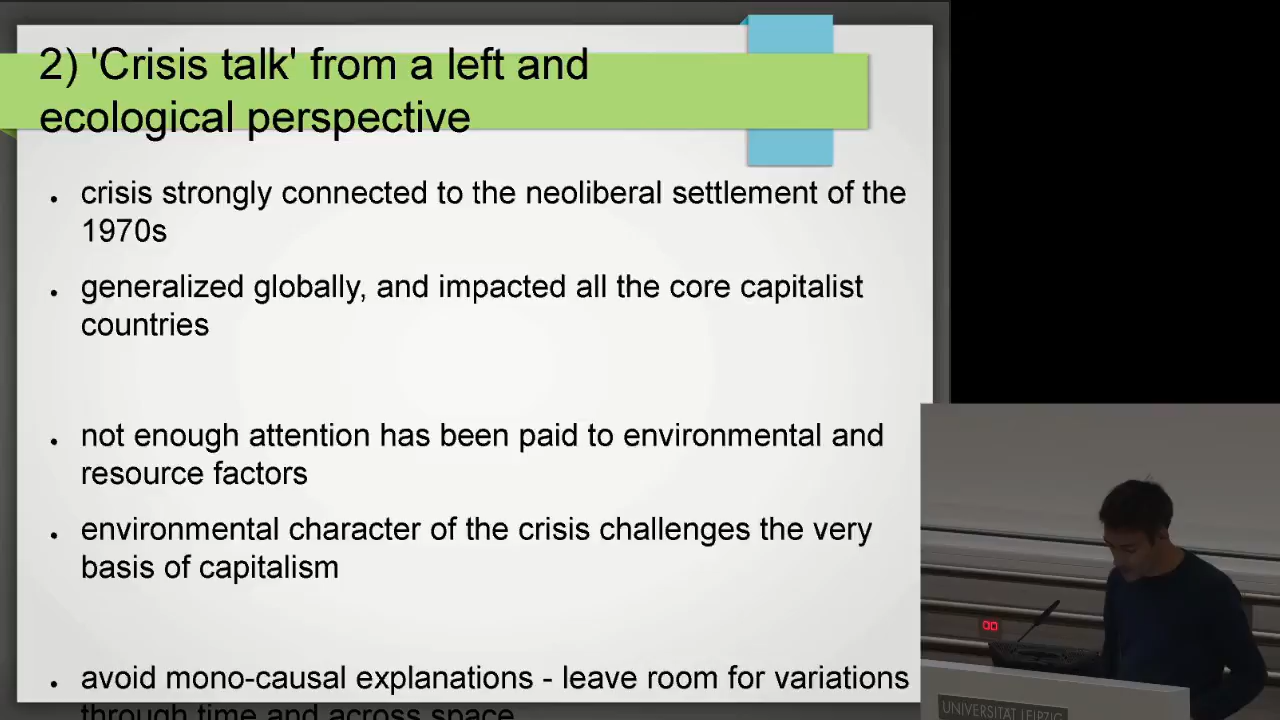 2) 'Crisis talk' from a left and
ecological perspective
• crisis strongly connected to the neoliberal settlement of the
1970s
• generalized globally, and impacted all the core capitalist
countries
• not enough attention has been paid to environmental and
resource factors
• environmental character of the crisis challenges the very
basis of capitalism
• avoid mono-causal explanations - leave room for variations
through time and across space
00
UNIVERSITÄT LEIPZIG